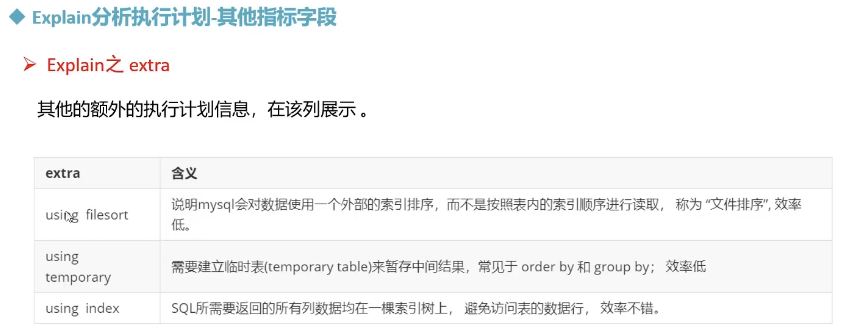 ◆ Explain分析执行计划-其他指标字段
➢ Explain之 extra
其他的额外的执行计划信息，在该列展示 。
extra 含义
using filesort 说明mysql会对数据使用一个外部的索引排序，而不是按照表内的索引顺序进行读取， 称为 “文件排序”, 效率
低。
using
temporary 需要建立临时表(temporary table)来暂存中间结果，常见于 order by 和 group by； 效率低
using index SQL所需要返回的所有列数据均在一棵索引树上， 避免访问表的数据行， 效率不错。